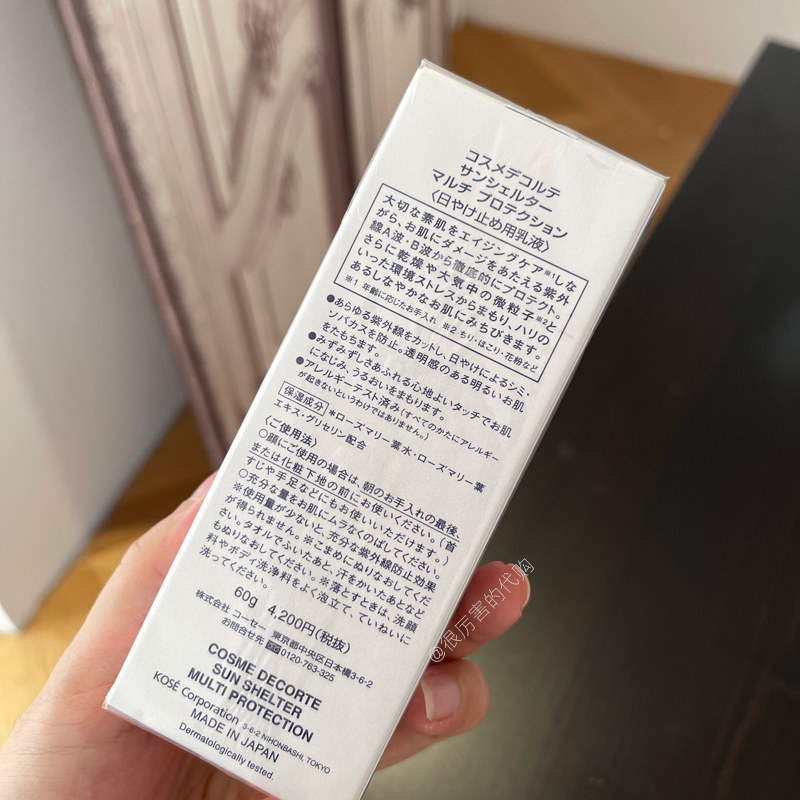 コスメデコルテ
サンシェルター
マルチ プロテクション
〈日やけ止め用乳液〉
大切な素肌をエイジングケア※1しな
がら、お肌にダメージをあたえる紫外
線A波・B波から徹底的にプロテクト。
さらに乾燥や大気中の微粒子※2と
いった環境ストレスからまもり、ハリの
あるしなやかなお肌にみちびきます。
※1 年齢に応じたお手入れ ※2 ちり・ほこり・花粉など
●あらゆる紫外線をカットし、日やけによるシミ・
ソバカスを防止。透明感のある明るいお肌
をたもちます。
●みずみずしさあふれる心地よいタッチでお肌
になじみ、うるおいをまもります。
●アレルギーテスト済み(すべてのかたにアレルギー
が起きないというわけではありません。)
保湿成分 *ローズマリー葉水・ローズマリー葉
エキス・グリセリン配合
〈ご使用法〉
○顔にご使用の場合は、朝のお手入れの最後、
または化粧下地の前にお使いください。(首
すじや手足などにもお使いいただけます。)
○充分な量をお肌にムラなくのばしてください。
※使用量が少ないと、充分な紫外線防止効果
が得られません。※こまめにぬりなおしてくだ
さい。タオルでふいたあと、汗をかいたあとなど
もぬりなおしてください。※落とすときは、洗顔
料やボディ洗浄料をよく泡立て、ていねいに
洗ってください。
60g 4,200円(税抜)
株式会社 コーセー 東京都中央区日本橋3-6-2
お問合せ先 0120-763-325
COSME DECORTE
SUN SHELTER
MULTI PROTECTION
KOSÉ Corporation 3-6-2 NIHONBASHI, TOKYO
MADE IN JAPAN
Dermatologically tested.
@很厉害的代购